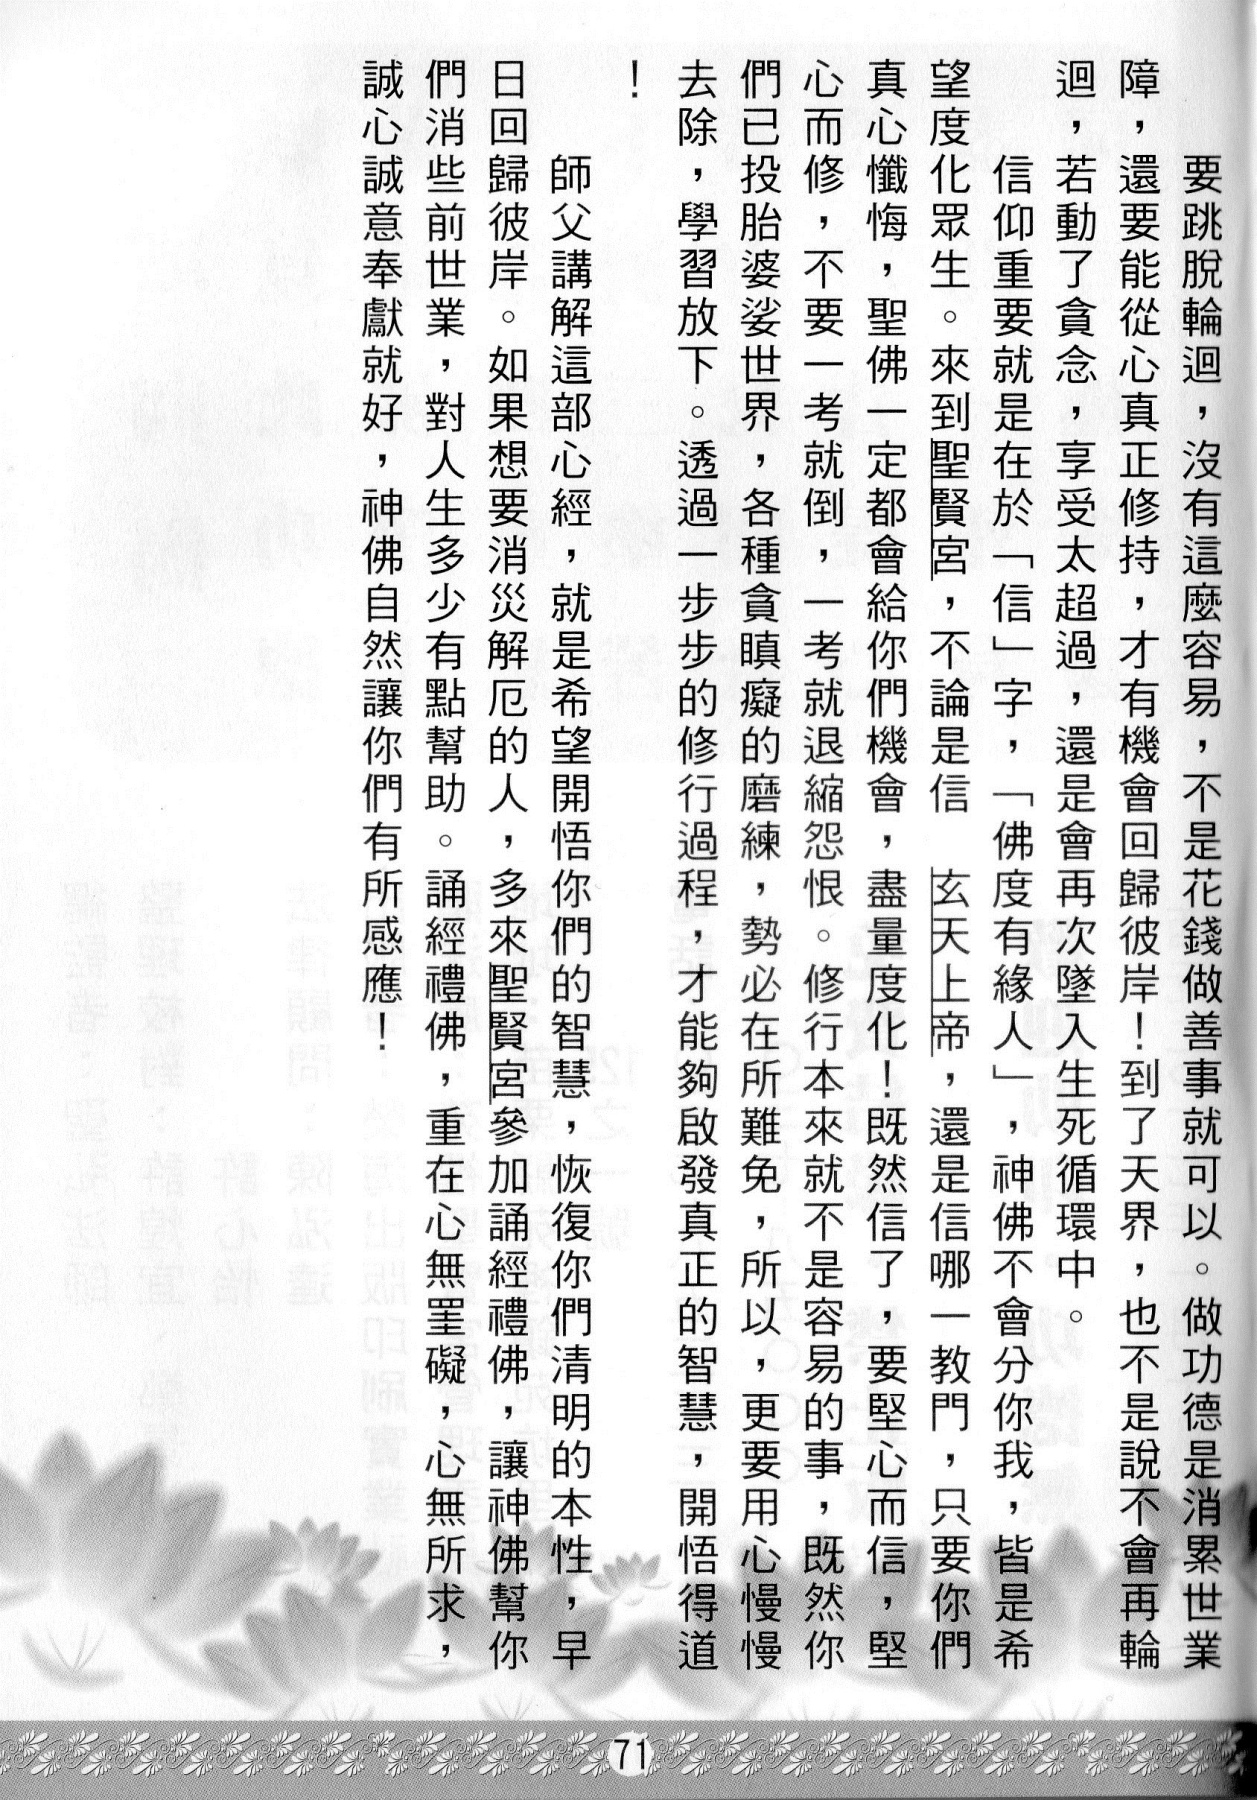 要跳脫輪迴，沒有這麼容易，不是花錢做善事就可以。做功德是消累世業
障，還要能從心真正修持，才有機會回歸彼岸！到了天界，也不是說不會再輪
迴，若動了貪念，享受太超過，還是會再次墜入生死循環中。
信仰重要就是在於「信」字，「佛度有緣人」，神佛不會分你我，皆是希
望度化眾生。來到聖賢宮，不論是信　玄天上帝，還是信哪一教門，只要你們
真心懺悔，聖佛一定都會給你們機會，盡量度化！既然信了，要堅心而信，堅
心而修，不要一考就倒，一考就退縮怨恨。修行本來就不是容易的事，既然你
們已投胎婆娑世界，各種貪瞋癡的磨練，勢必在所難免，所以，更要用心慢慢
去除，學習放下。透過一步步的修行過程，才能夠啟發真正的智慧，開悟得道
！
師父講解這部心經，就是希望開悟你們的智慧，恢復你們清明的本性，早
日回歸彼岸。如果想要消災解厄的人，多來聖賢宮參加誦經禮佛，讓神佛幫你
們消些前世業，對人生多少有點幫助。誦經禮佛，重在心無罣礙，心無所求，
誠心誠意奉獻就好，神佛自然讓你們有所感應！
71